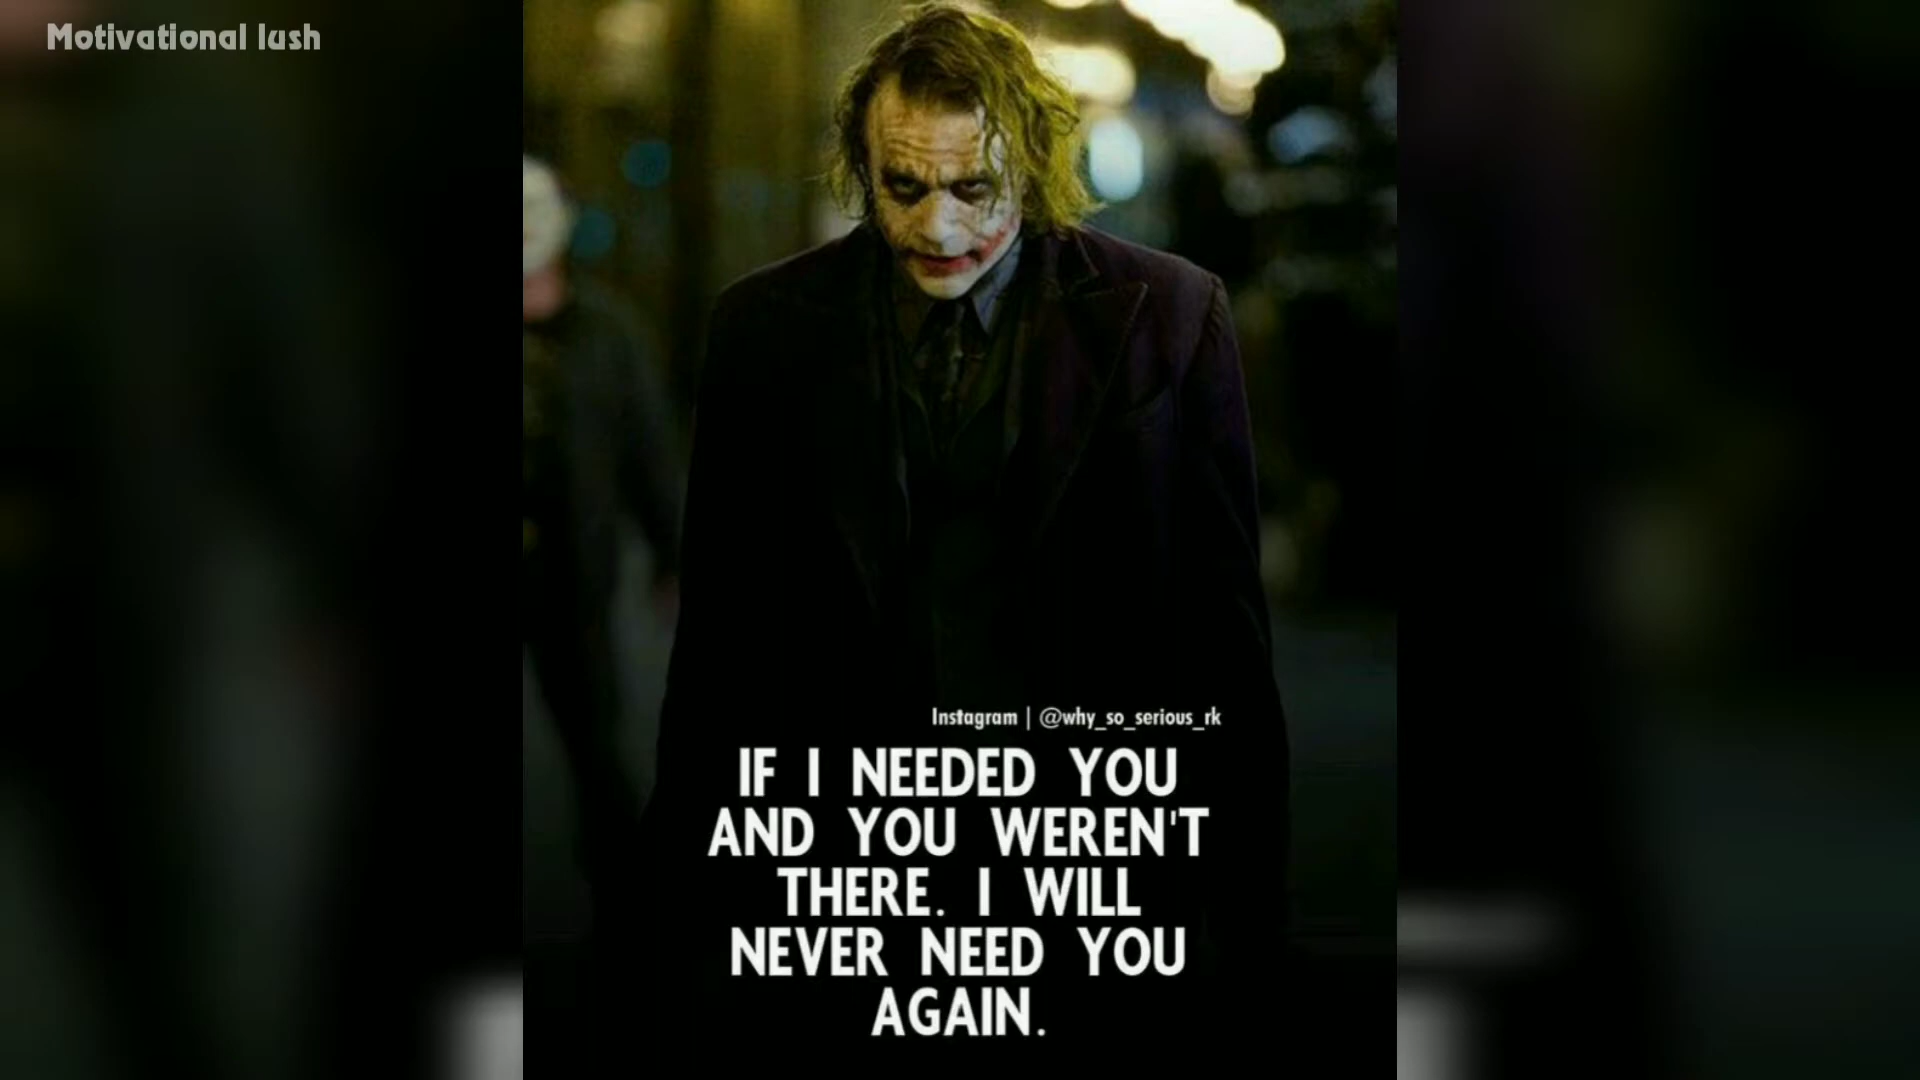 Motivational lush
Instagram | @why_so_serious_rk
IF I NEEDED YOU
AND YOU WEREN'T
THERE. I WILL
NEVER NEED YOU
AGAIN.